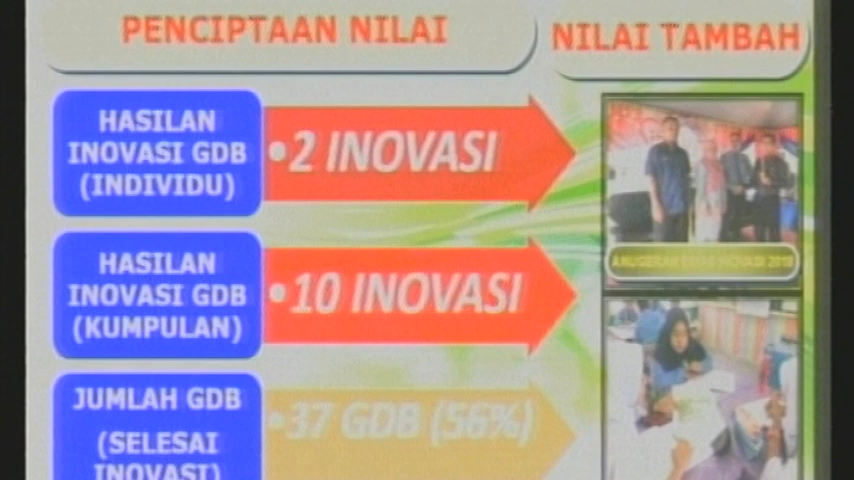 PENCIPTAAN NILAI
NILAI TAMBAH
HASILAN
INOVASI GDB
(INDIVIDU)
•2 INOVASI
HASILAN
INOVASI GDB
(KUMPULAN)
•10 INOVASI
JUMLAH GDB
(SELESAI
INOVASI)
•37 GDB (56%)